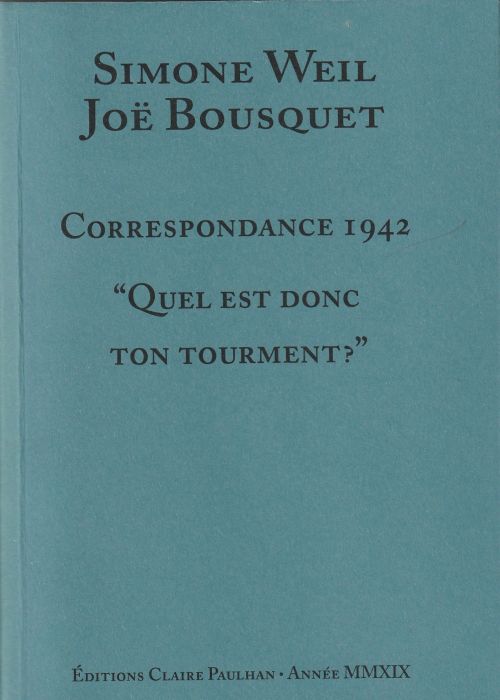 Simone Weil
Joë Bousquet
Correspondance 1942
“Quel est donc
ton tourment?”
Éditions Claire Paulhan · Année MMXIX